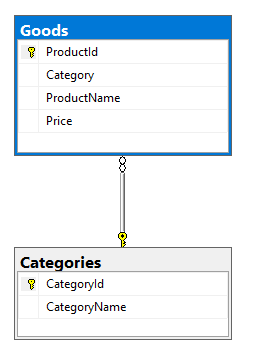 Goods
ProductId
Category
ProductName
Price
Categories
CategoryId
CategoryName